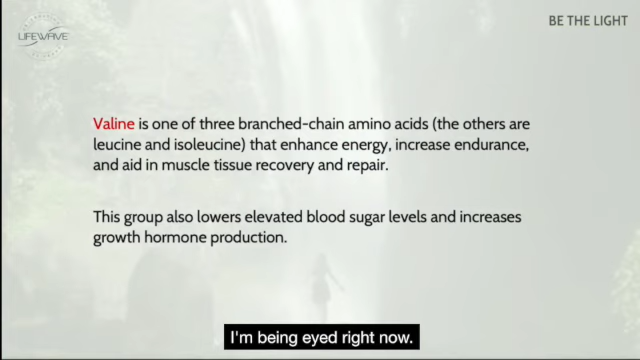 LIFEWAVE
BE THE LIGHT
Valine is one of three branched-chain amino acids (the others are
leucine and isoleucine) that enhance energy, increase endurance,
and aid in muscle tissue recovery and repair.
This group also lowers elevated blood sugar levels and increases
growth hormone production.
I'm being eyed right now.